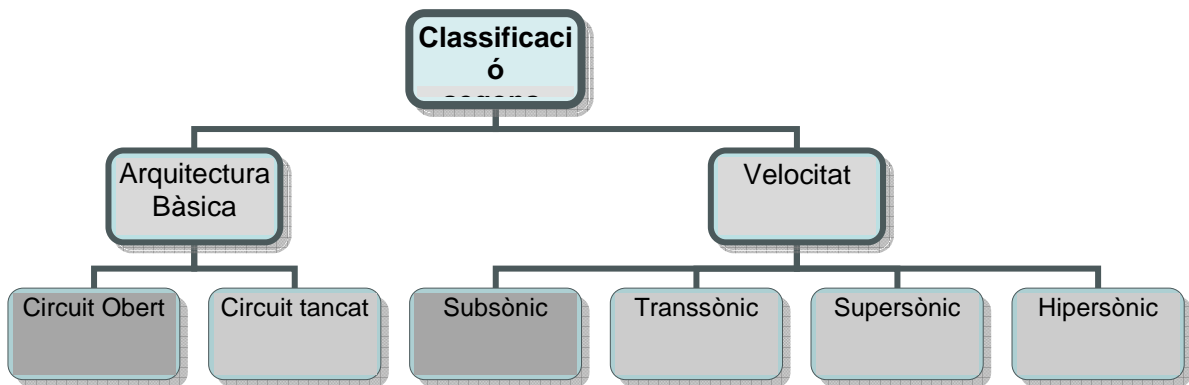 Classificaci
ó
Arquitectura
Bàsica
Velocitat
Circuit Obert
Circuit tancat
Subsònic
Transsònic
Supersònic
Hipersònic